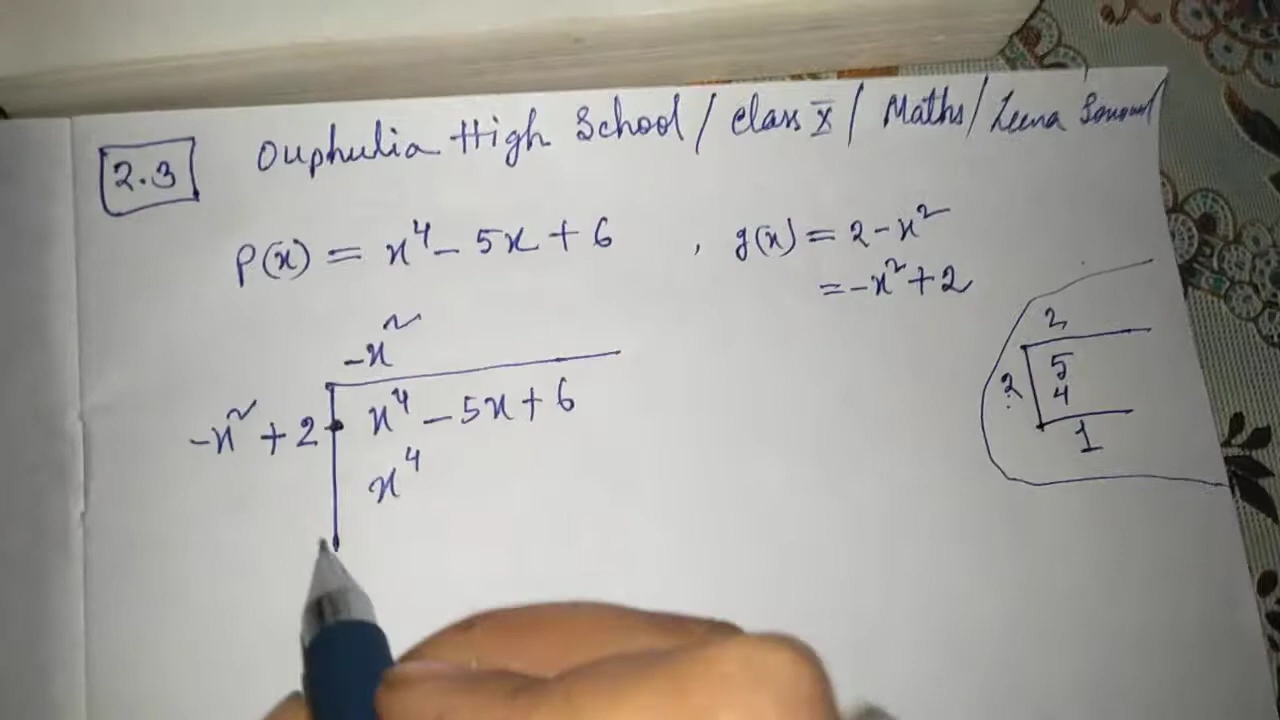 2.3 Ouphulia High School / Class X / Maths / Leena
P(x) = x⁴ - 5x + 6 , g(x) = 2 - x²
= -x² + 2
-x²
-x² + 2 x⁴ - 5x + 6
x⁴
2
2 5
4
1